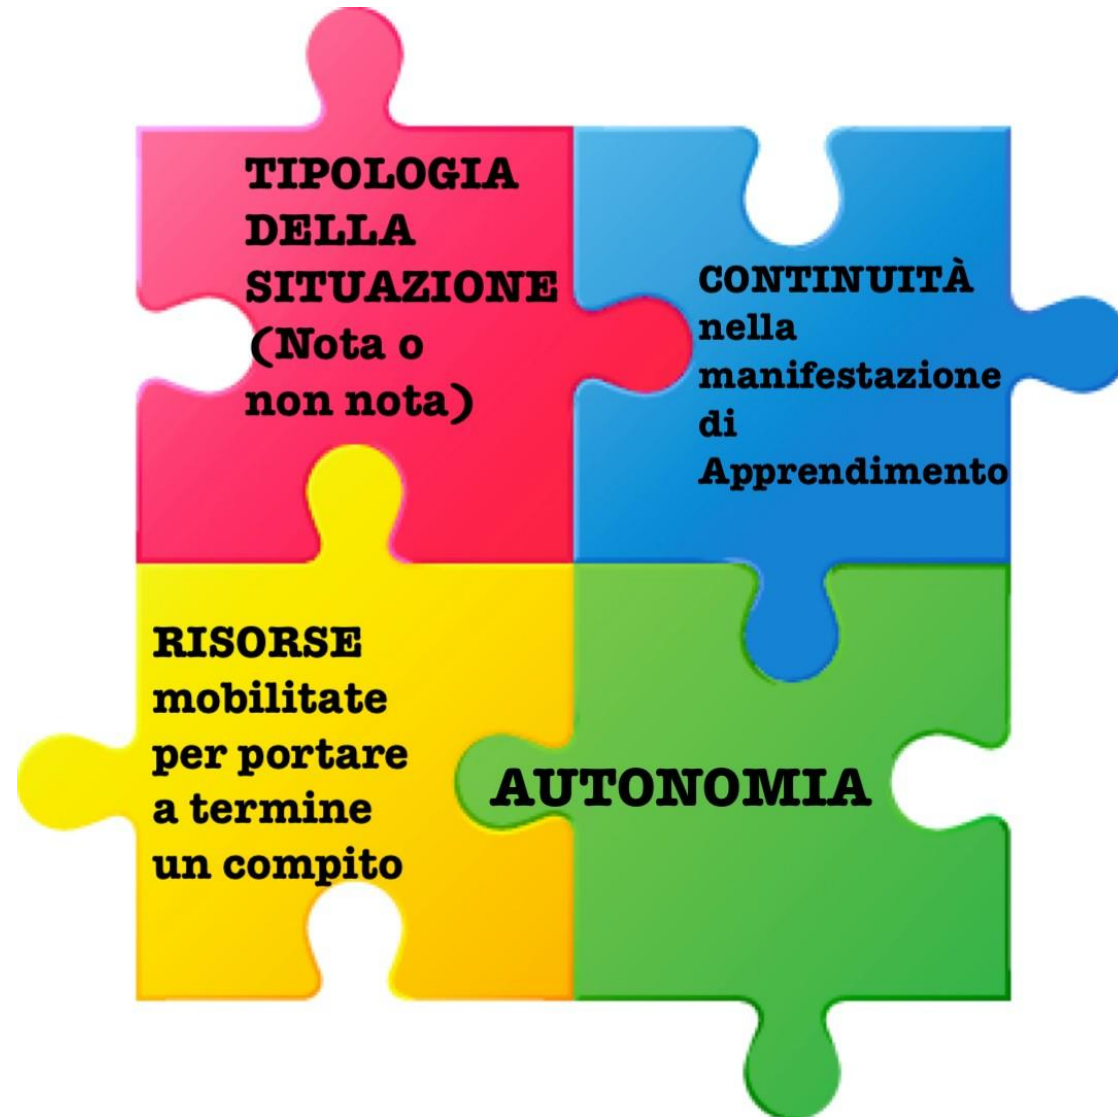 TIPOLOGIA
DELLA
SITUAZIONE
(Nota o
non nota)
CONTINUITÀ
nella
manifestazione
di
Apprendimento
RISORSE
mobilitate
per portare
a termine
un compito
AUTONOMIA